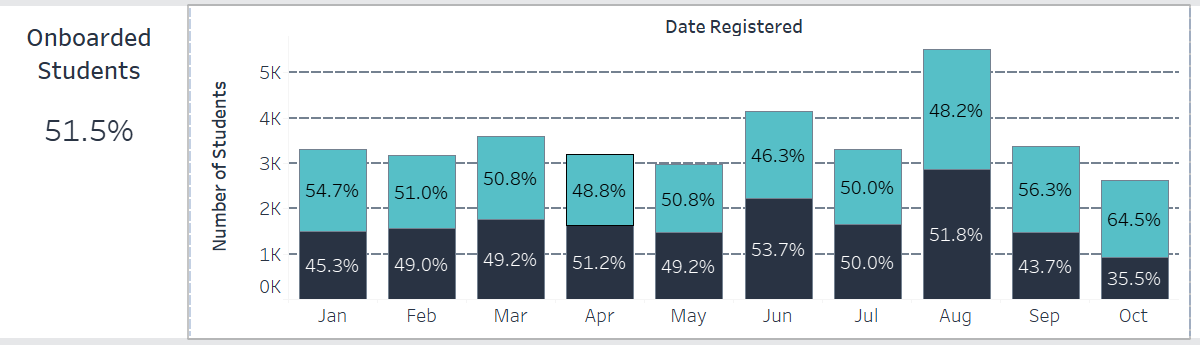 Onboarded
Students
51.5%
Date Registered
Number of Students
5K
4K
3K
2K
1K
0K
54.7% 51.0% 50.8% 48.8% 50.8% 46.3% 50.0% 48.2% 56.3% 64.5%
45.3% 49.0% 49.2% 51.2% 49.2% 53.7% 50.0% 51.8% 43.7% 35.5%
Jan Feb Mar Apr May Jun Jul Aug Sep Oct